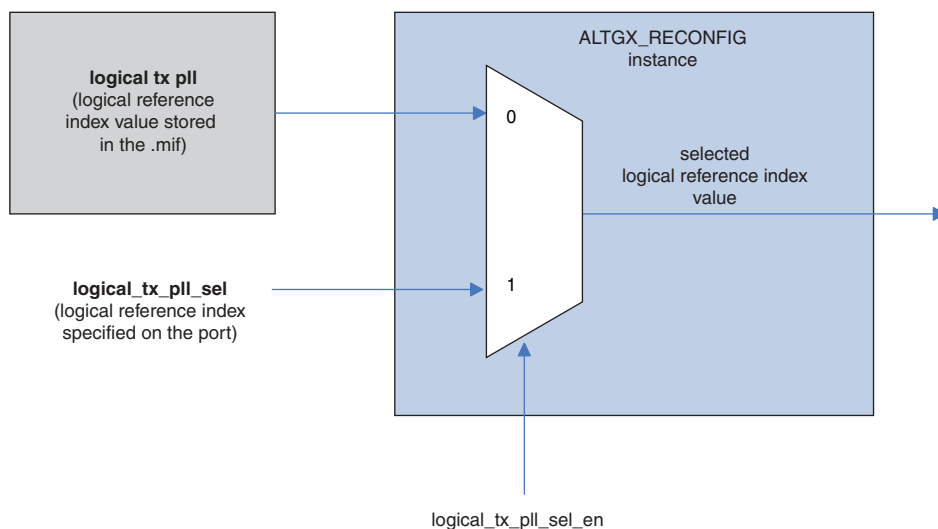 logical tx pll
(logical reference
index value stored
in the .mif)
ALTGX_RECONFIG
instance
0
selected
logical reference index
value
logical_tx_pll_sel
(logical reference index
specified on the port)
1
logical_tx_pll_sel_en